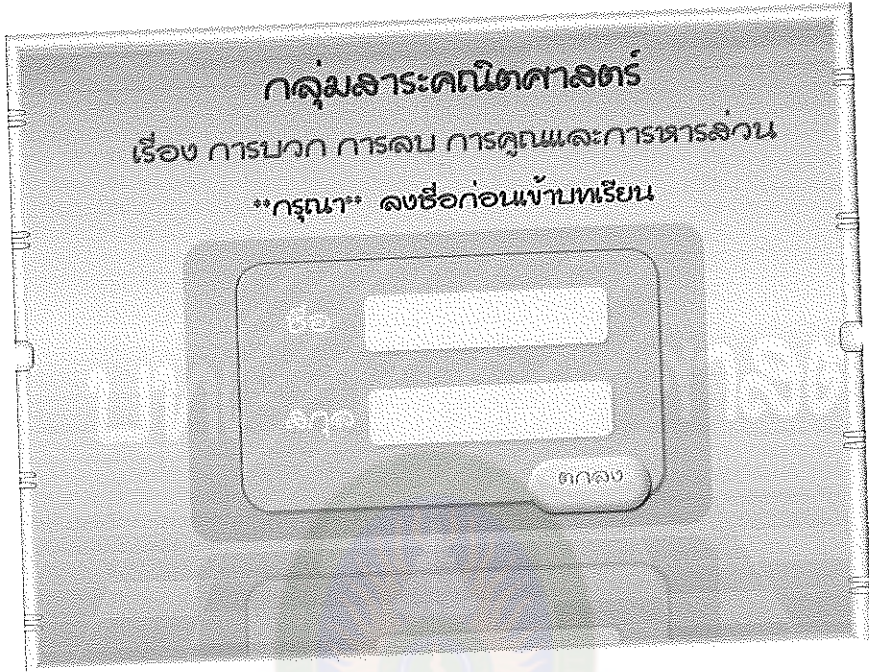 กลุ่มสาระคณิตศาสตร์
เรื่อง การบวก การลบ การคูณและการหารส่วน
**กรุณา** ลงชื่อก่อนเข้าบทเรียน
ชื่อ
สกุล
ตกลง